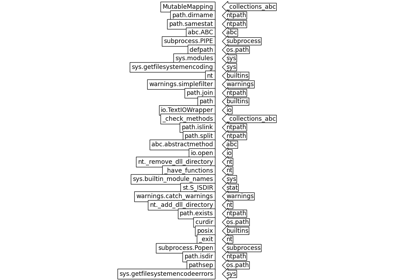 MutableMapping _collections_abc
path.dirname ntpath
path.samestat ntpath
abc.ABC abc
subprocess.PIPE subprocess
defpath os.path
sys.modules sys
sys.getfilesystemencoding sys
nt builtins
warnings.simplefilter warnings
path.join ntpath
path builtins
io.TextIOWrapper io
_check_methods _collections_abc
path.islink ntpath
path.split ntpath
abc.abstractmethod abc
io.open io
nt._remove_dll_directory nt
_have_functions nt
sys.builtin_module_names sys
st.S_ISDIR stat
warnings.catch_warnings warnings
nt._add_dll_directory nt
path.exists ntpath
curdir os.path
posix builtins
_exit nt
subprocess.Popen subprocess
path.isdir ntpath
pathsep os.path
sys.getfilesystemencodeerrors sys